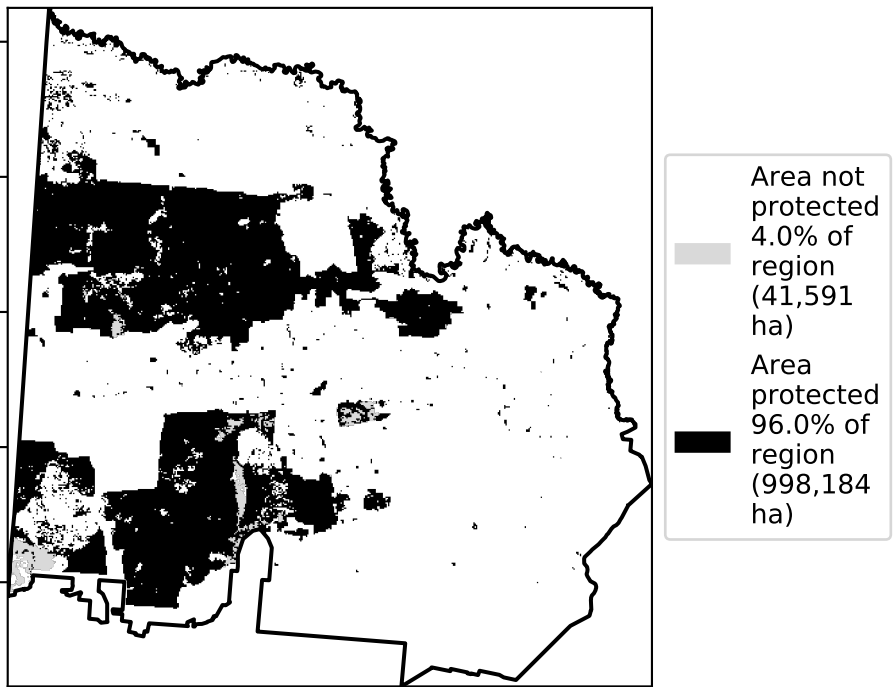 Area not
protected
4.0% of
region
(41,591
ha)
Area
protected
96.0% of
region
(998,184
ha)